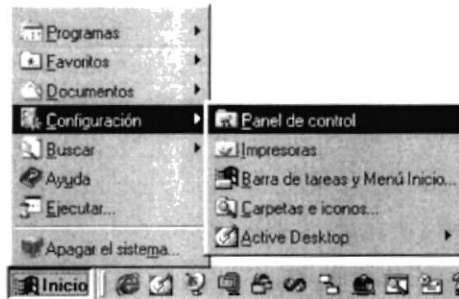 Programas
Favoritos
Documentos
Configuración
Panel de control
Buscar
Impresoras
Ayuda
Barra de tareas y Menú Inicio...
Ejecutar...
Carpetas e iconos...
Apagar el sistema...
Active Desktop
Inicio